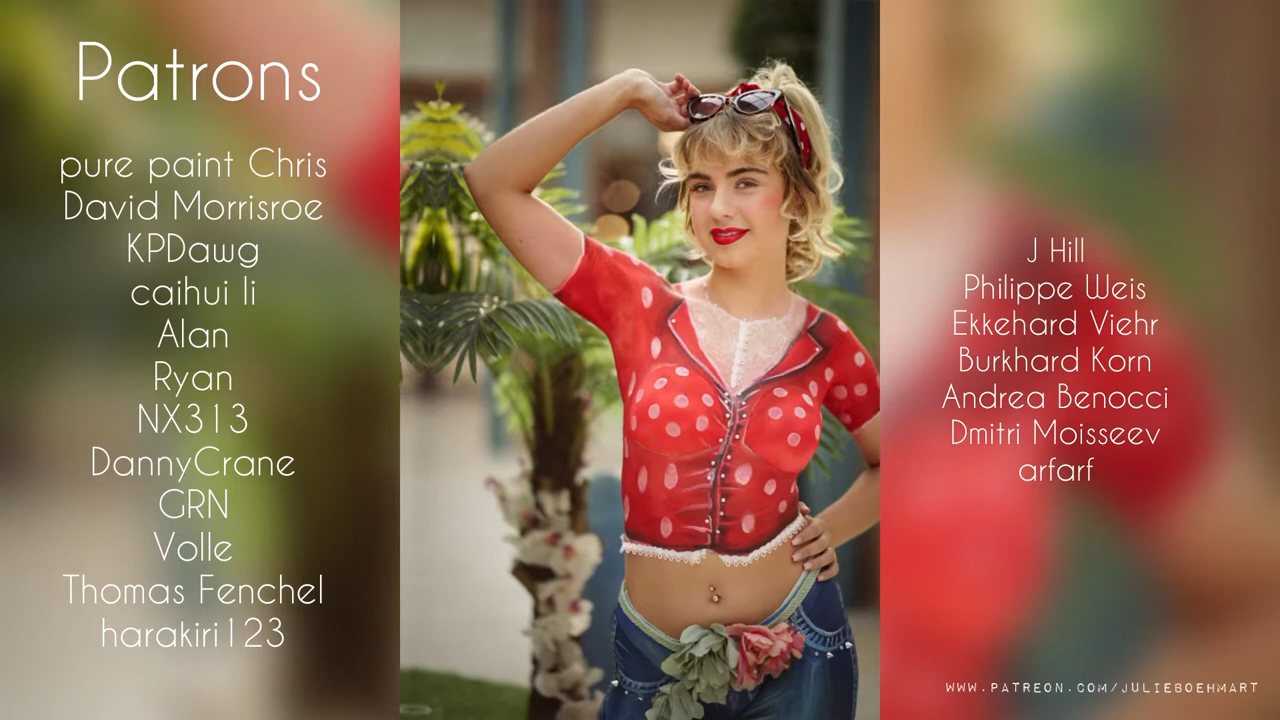 Patrons
pure paint Chris
David Morrisroe
KPDawg
caihui li
Alan
Ryan
NX313
DannyCrane
GRN
Volle
Thomas Fenchel
harakiri123
J Hill
Philippe Weis
Ekkehard Viehr
Burkhard Korn
Andrea Benocci
Dmitri Moisseev
arfarf
WWW.PATREON.COM/JULIEBOEHMART